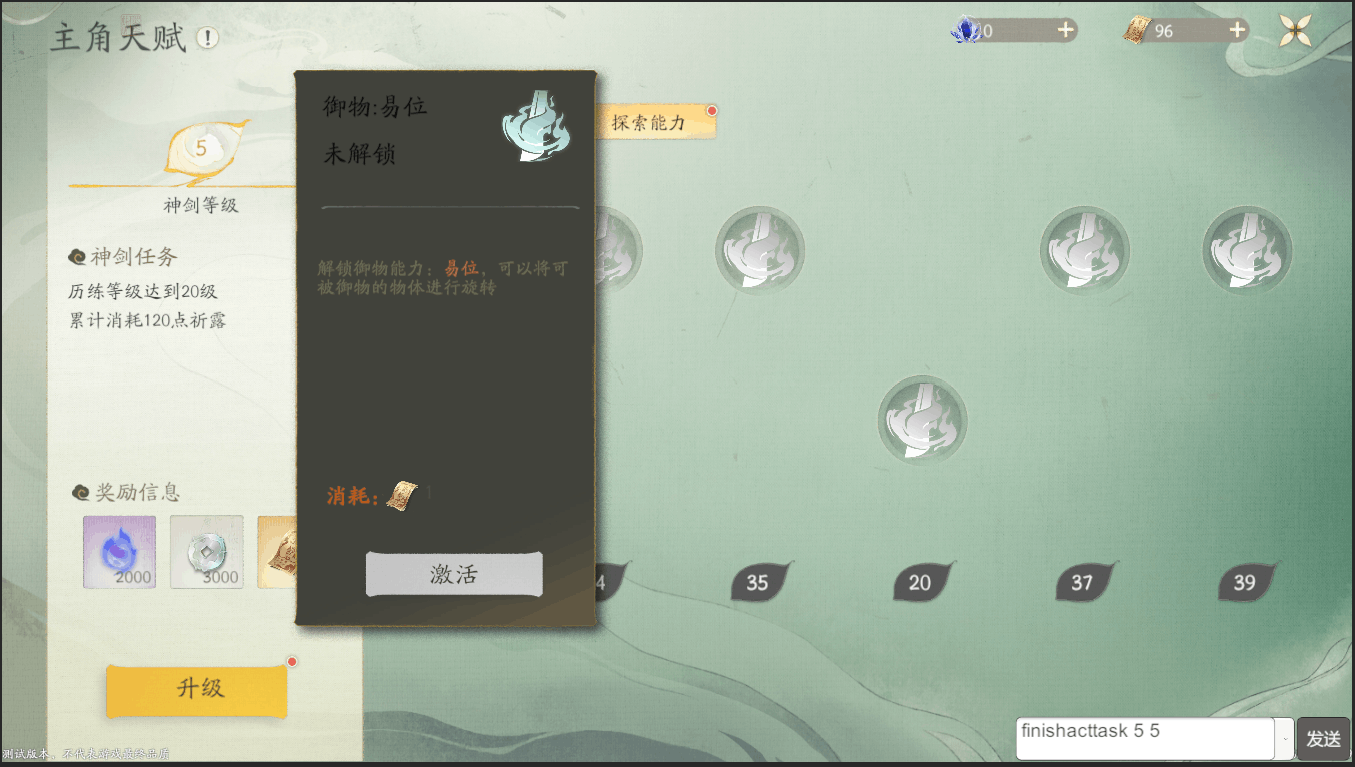 主角天赋
!
0
+
96
+
5
神剑等级
神剑任务
历练等级达到20级
累计消耗120点祈露
奖励信息
2000
3000
升级
御物:易位
未解锁
解锁御物能力：易位，可以将可
被御物的物体进行旋转
消耗： 1
激活
探索能力
4
35
20
37
39
finishacttask 5 5
发送
测试版本，不代表游戏最终品质